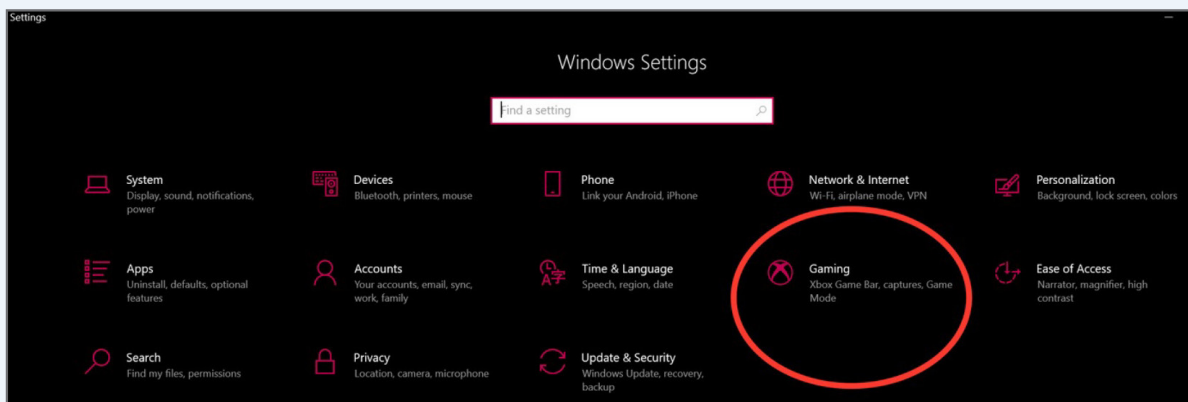 Settings
Windows Settings
Find a setting
System
Display, sound, notifications,
power
Devices
Bluetooth, printers, mouse
Phone
Link your Android, iPhone
Network & Internet
Wi-Fi, airplane mode, VPN
Personalization
Background, lock screen, colors
Apps
Uninstall, defaults, optional
features
Accounts
Your accounts, email, sync,
work, family
Time & Language
Speech, region, date
Gaming
Xbox Game Bar, captures, Game
Mode
Ease of Access
Narrator, magnifier, high
contrast
Search
Find my files, permissions
Privacy
Location, camera, microphone
Update & Security
Windows Update, recovery,
backup